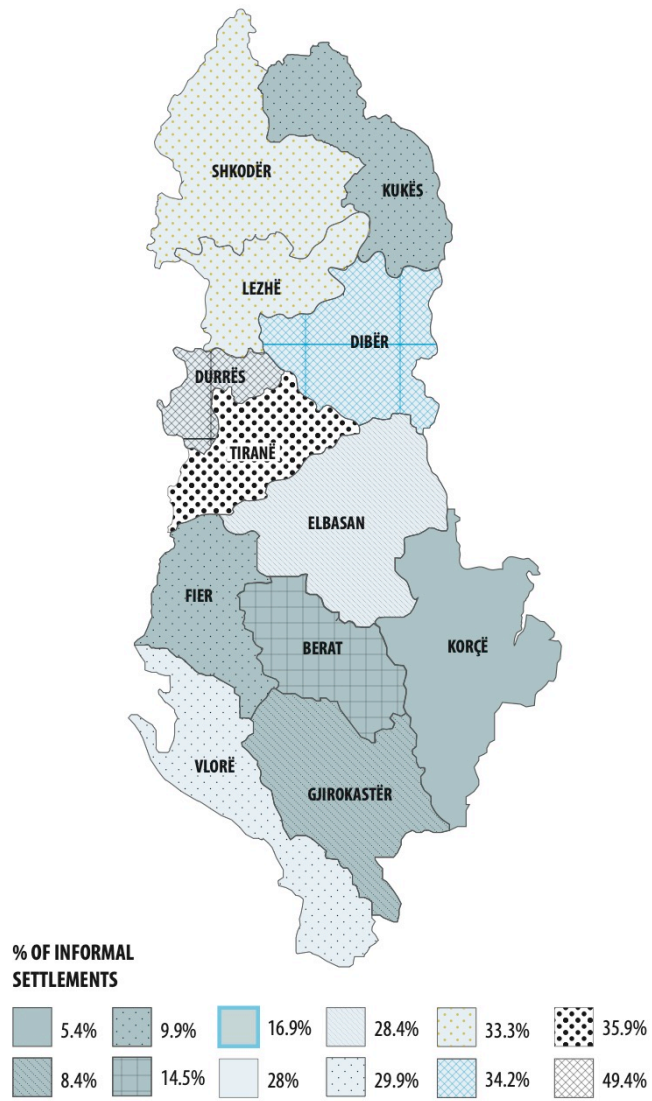 SHKODËR
KUKËS
LEZHË
DIBËR
DURRËS
TIRANË
ELBASAN
FIER
BERAT
KORÇË
VLORË
GJIROKASTËR
% OF INFORMAL
SETTLEMENTS
5.4% 9.9% 16.9% 28.4% 33.3% 35.9%
8.4% 14.5% 28% 29.9% 34.2% 49.4%